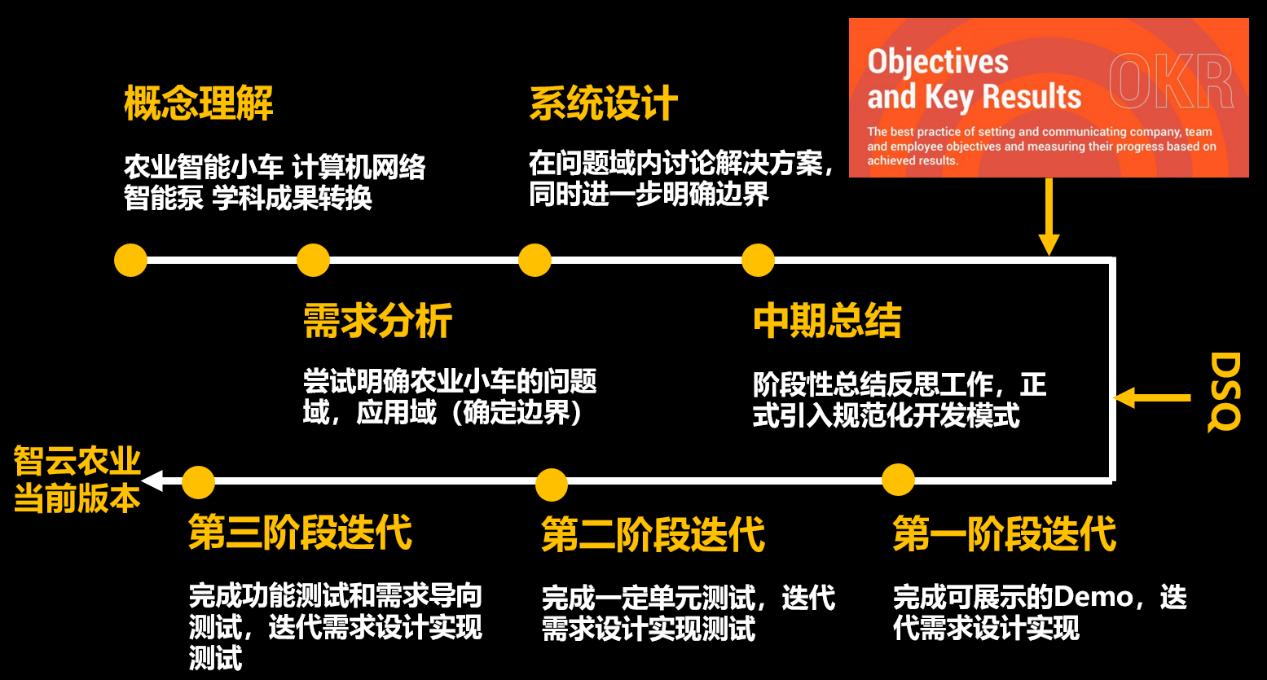 Objectives
and Key Results
OKR
The best practice of setting and communicating company, team
and employee objectives and measuring their progress based on
achieved results.
概念理解
农业智能小车 计算机网络
智能泵 学科成果转换
系统设计
在问题域内讨论解决方案，
同时进一步明确边界
需求分析
尝试明确农业小车的问题
域，应用域（确定边界）
中期总结
阶段性总结反思工作，正
式引入规范化开发模式
DSQ
第一阶段迭代
完成可展示的Demo，迭
代需求设计实现
第二阶段迭代
完成一定单元测试，迭代
需求设计实现测试
第三阶段迭代
完成功能测试和需求导向
测试，迭代需求设计实现
测试
智云农业
当前版本